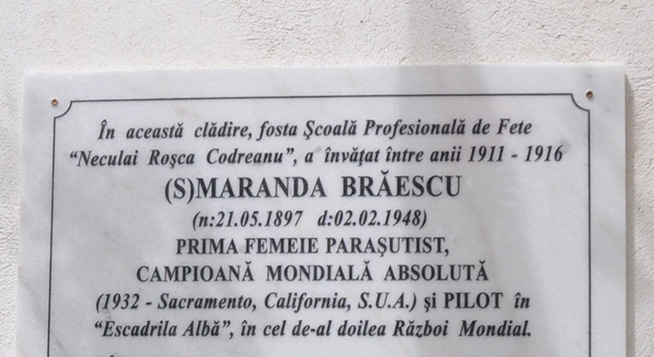 În această clădire, fosta Şcoală Profesională de Fete
“Neculai Roşca Codreanu”, a învăţat între anii 1911 - 1916
(S)MARANDA BRĂESCU
(n:21.05.1897 d:02.02.1948)
PRIMA FEMEIE PARAŞUTIST,
CAMPIOANĂ MONDIALĂ ABSOLUTĂ
(1932 - Sacramento, California, S.U.A.) şi PILOT în
“Escadrila Albă”, în cel de-al doilea Război Mondial.